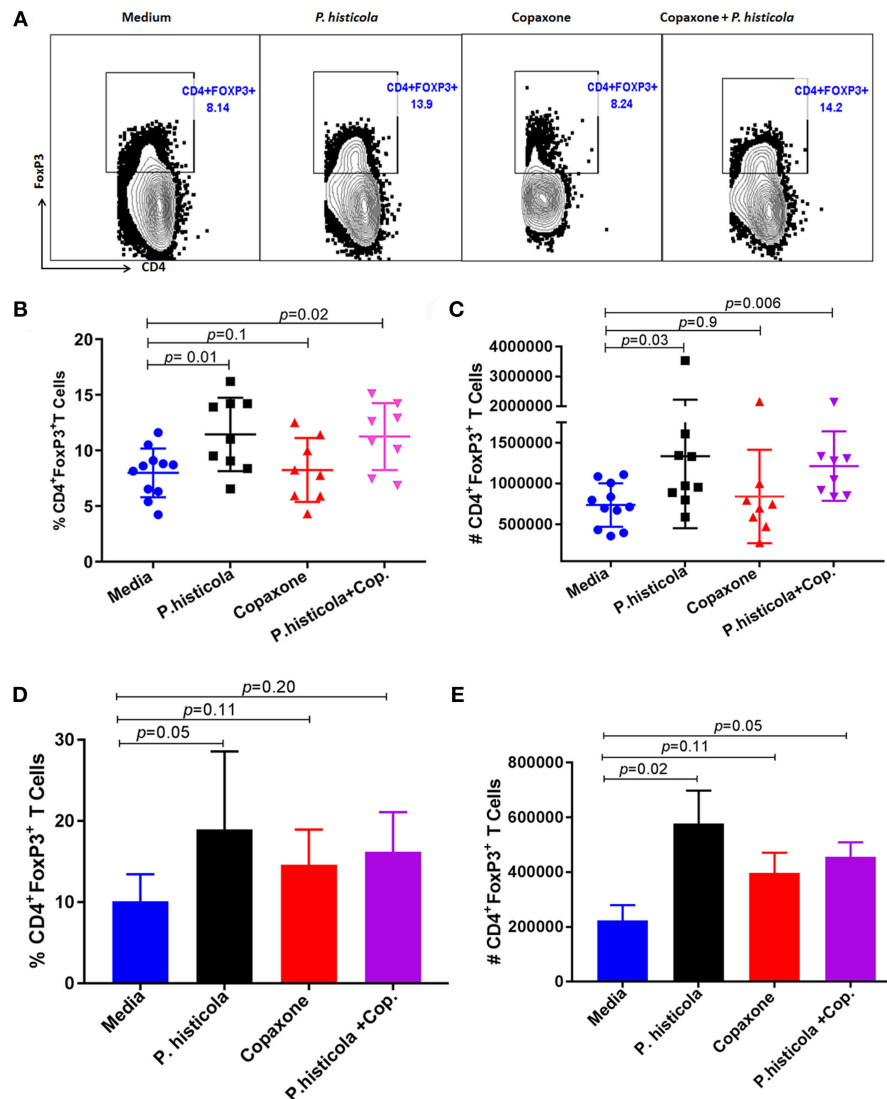 A
Medium
P. histicola
Copaxone
Copaxone + P. histicola
CD4+FOXP3+
8.14
CD4+FOXP3+
13.9
CD4+FOXP3+
8.24
CD4+FOXP3+
14.2
FoxP3
CD4
B
p=0.02
p=0.1
p= 0.01
% CD4+FoxP3+T Cells
20
15
10
5
0
Media
P.histicola
Copaxone
P.histicola+Cop.
C
p=0.006
p=0.9
p=0.03
# CD4+FoxP3+ T Cells
4000000
3000000
2000000
1500000
1000000
500000
Media
P.histicola
Copaxone
P.histicola+Cop.
D
p=0.20
p=0.11
p=0.05
% CD4+FoxP3+ T Cells
30
20
10
0
Media
P. histicola
Copaxone
P.histicola +Cop.
E
p=0.05
p=0.11
p=0.02
# CD4+FoxP3+ T Cells
800000
600000
400000
200000
0
Media
P. histicola
Copaxone
P.histicola +Cop.